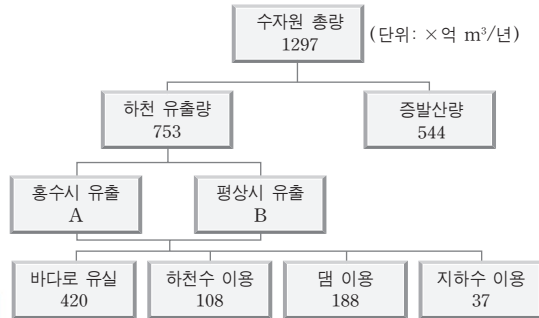 수자원 총량
1297
(단위: ×억 m³/년)
하천 유출량
753
증발산량
544
홍수시 유출
A
평상시 유출
B
바다로 유실
420
하천수 이용
108
댐 이용
188
지하수 이용
37